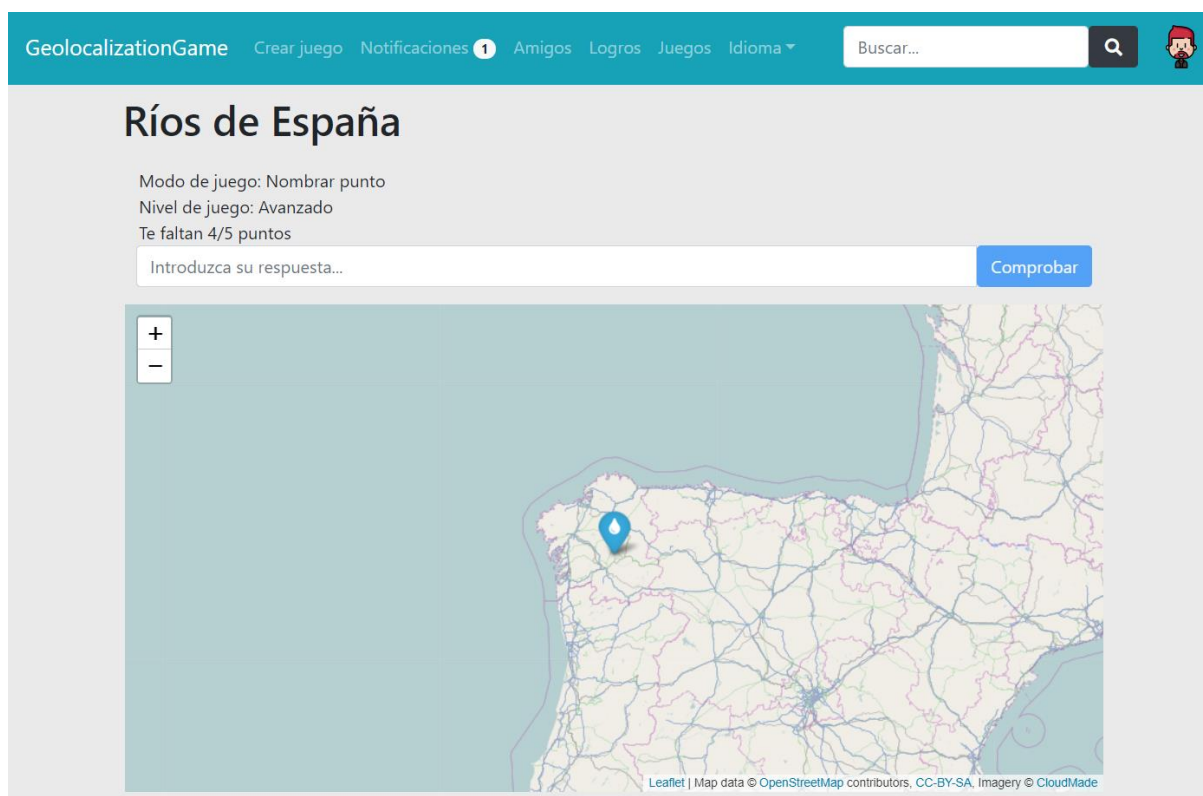 GeolocalizationGame Crear juego Notificaciones 1 Amigos Logros Juegos Idioma Buscar...
Ríos de España
Modo de juego: Nombrar punto
Nivel de juego: Avanzado
Te faltan 4/5 puntos
Introduzca su respuesta... Comprobar
+
−
Leaflet | Map data © OpenStreetMap contributors, CC-BY-SA, Imagery © CloudMade